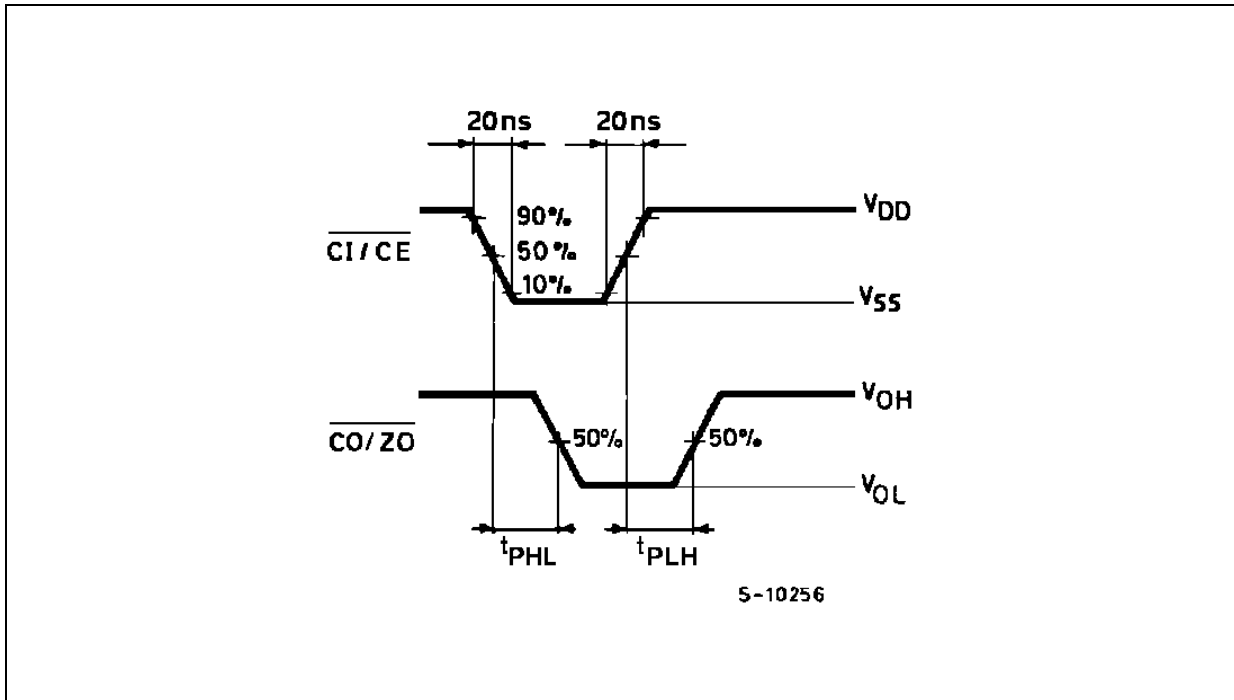 20ns 20ns
90% V_DD
CI / CE 50%
10%
V_SS
V_OH
CO / ZO 50% 50%
V_OL
t_PHL t_PLH
S-10256